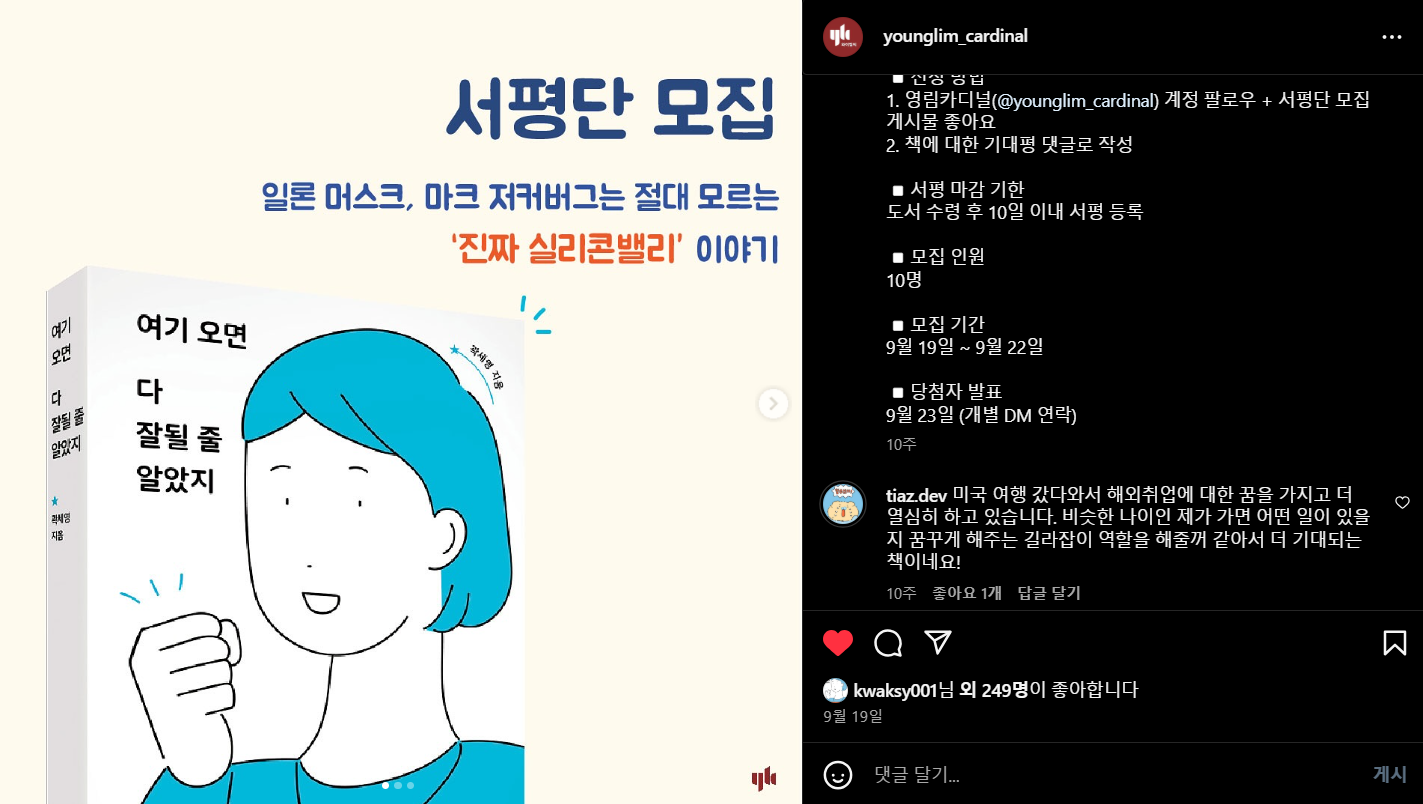 서평단 모집
일론 머스크, 마크 저커버그는 절대 모르는
‘진짜 실리콘밸리’ 이야기
여기 오면
다
잘될 줄
알았지
곽세영 지음
여기
오면
다
잘될 줄
알았지
곽세영
지음
ylc
younglim_cardinal
신청 방법
1. 영림카디널(@younglim_cardinal) 계정 팔로우 + 서평단 모집
게시물 좋아요
2. 책에 대한 기대평 댓글로 작성
서평 마감 기한
도서 수령 후 10일 이내 서평 등록
모집 인원
10명
모집 기간
9월 19일 ~ 9월 22일
당첨자 발표
9월 23일 (개별 DM 연락)
10주
tiaz.dev 미국 여행 갔다와서 해외취업에 대한 꿈을 가지고 더
열심히 하고 있습니다. 비슷한 나이인 제가 가면 어떤 일이 있을
지 꿈꾸게 해주는 길라잡이 역할을 해줄꺼 같아서 더 기대되는
책이네요!
10주 좋아요 1개 답글 달기
kwaksy001님 외 249명이 좋아합니다
9월 19일
댓글 달기...
게시